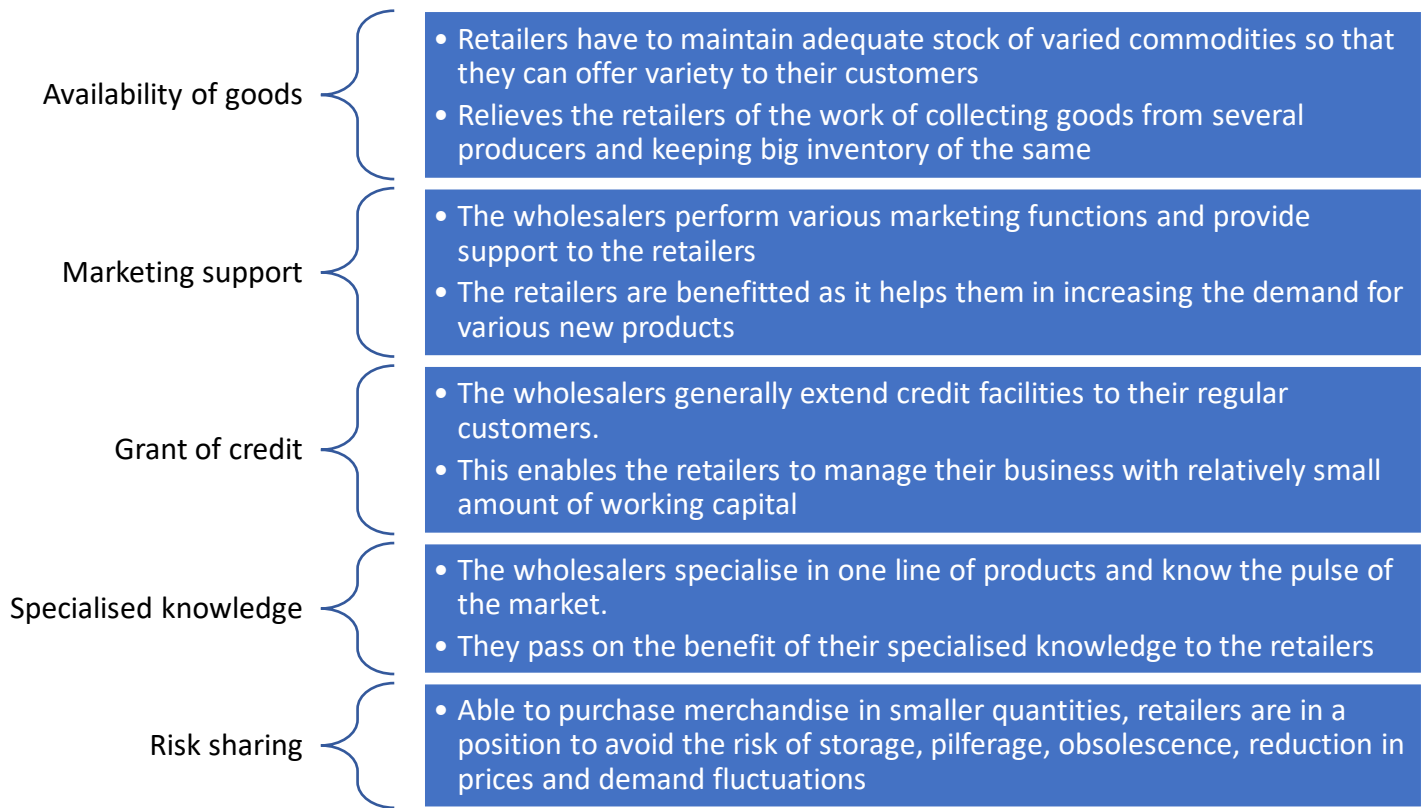 Availability of goods
• Retailers have to maintain adequate stock of varied commodities so that
they can offer variety to their customers
• Relieves the retailers of the work of collecting goods from several
producers and keeping big inventory of the same
Marketing support
• The wholesalers perform various marketing functions and provide
support to the retailers
• The retailers are benefitted as it helps them in increasing the demand for
various new products
Grant of credit
• The wholesalers generally extend credit facilities to their regular
customers.
• This enables the retailers to manage their business with relatively small
amount of working capital
Specialised knowledge
• The wholesalers specialise in one line of products and know the pulse of
the market.
• They pass on the benefit of their specialised knowledge to the retailers
Risk sharing
• Able to purchase merchandise in smaller quantities, retailers are in a
position to avoid the risk of storage, pilferage, obsolescence, reduction in
prices and demand fluctuations